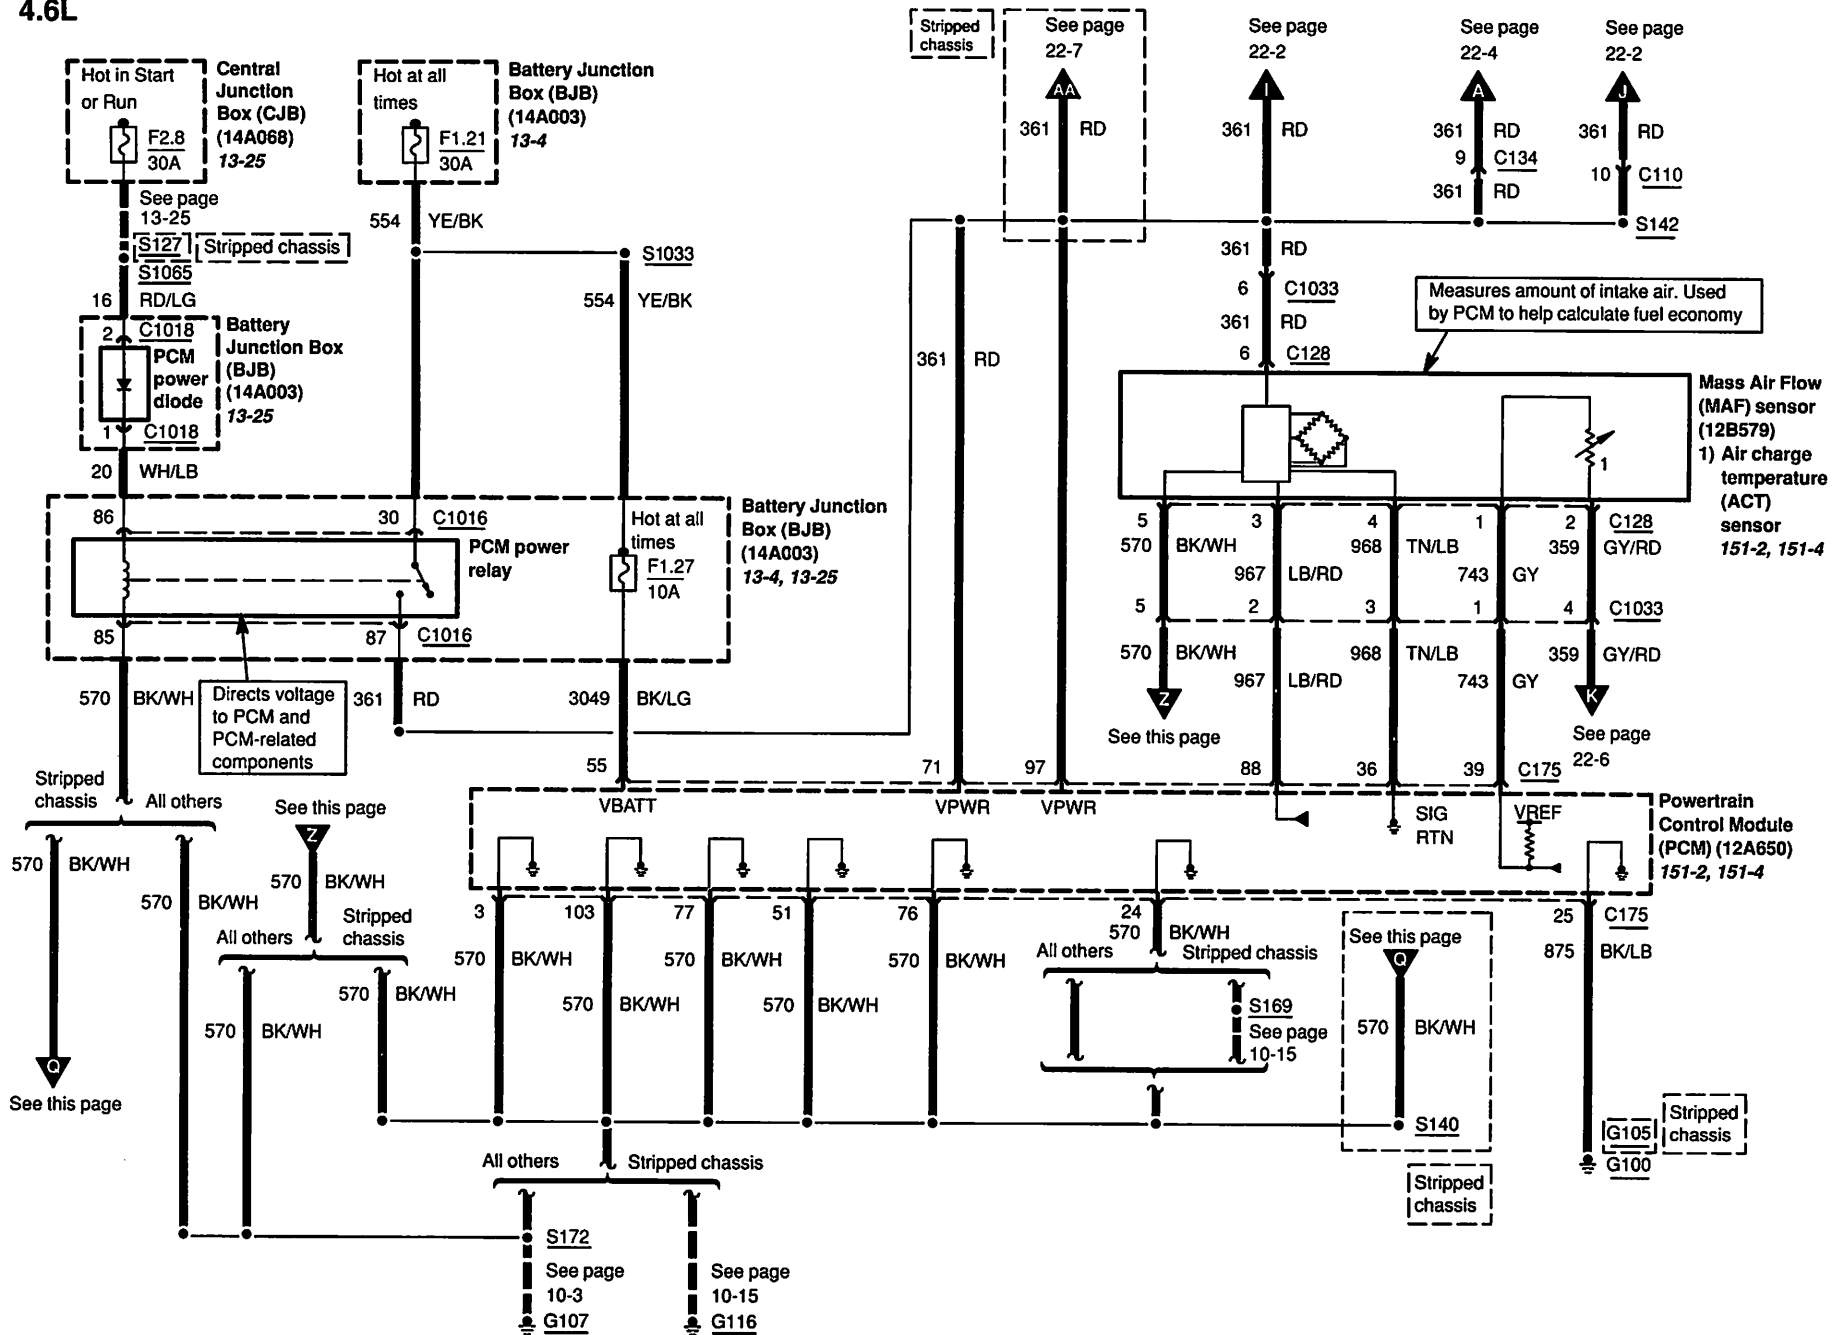 4.6L
Hot in Start
or Run
F2.8
30A
Central
Junction
Box (CJB)
(14A068)
13-25
Hot at all
times
F1.21
30A
Battery Junction
Box (BJB)
(14A003)
13-4
Stripped
chassis
See page
22-7
AA
361 RD
See page
22-2
I
361 RD
See page
22-4
A
361 RD
9 C134
361 RD
See page
22-2
J
361 RD
10 C110
S142
See page
13-25
S127
Stripped chassis
S1065
16 RD/LG
554 YE/BK
S1033
554 YE/BK
2 C1018
PCM
power
diode
1 C1018
Battery
Junction Box
(BJB)
(14A003)
13-25
20 WH/LB
361 RD
361 RD
6 C1033
361 RD
6 C128
Measures amount of intake air. Used
by PCM to help calculate fuel economy
Mass Air Flow
(MAF) sensor
(12B579)
1) Air charge
temperature
(ACT)
sensor
151-2, 151-4
1
86 30 C1016
PCM power
relay
85 87 C1016
Hot at all
times
F1.27
10A
Battery Junction
Box (BJB)
(14A003)
13-4, 13-25
5 3 4 1 2 C128
570 BK/WH 968 TN/LB 359 GY/RD
967 LB/RD 743 GY
5 2 3 1 4 C1033
570 BK/WH 968 TN/LB 359 GY/RD
967 LB/RD 743 GY
Z
See this page
K
See page
22-6
570 BK/WH
Directs voltage
to PCM and
PCM-related
components
361 RD
3049 BK/LG
55 71 97 88 36 39 C175
VBATT VPWR VPWR SIG
RTN
VREF
Powertrain
Control Module
(PCM) (12A650)
151-2, 151-4
Stripped
chassis
All others
570 BK/WH
Q
See this page
570 BK/WH
See this page
Z
570 BK/WH
All others
Stripped
chassis
570 BK/WH
570 BK/WH
3 103 77 51 76 24 25 C175
570 BK/WH
570 BK/WH
570 BK/WH
570 BK/WH
570 BK/WH
570 BK/WH
All others
Stripped chassis
S169
See page
10-15
See this page
Q
570 BK/WH
S140
Stripped
chassis
875 BK/LB
G105
Stripped
chassis
G100
All others
Stripped chassis
S172
See page
10-3
G107
See page
10-15
G116